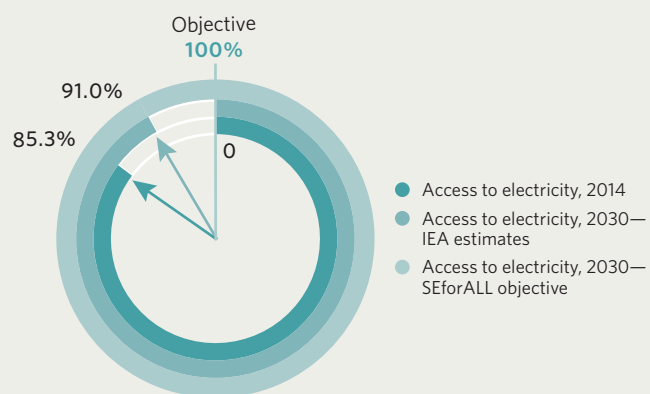 Objective
100%
91.0%
85.3%
0
Access to electricity, 2014
Access to electricity, 2030—
IEA estimates
Access to electricity, 2030—
SEforALL objective